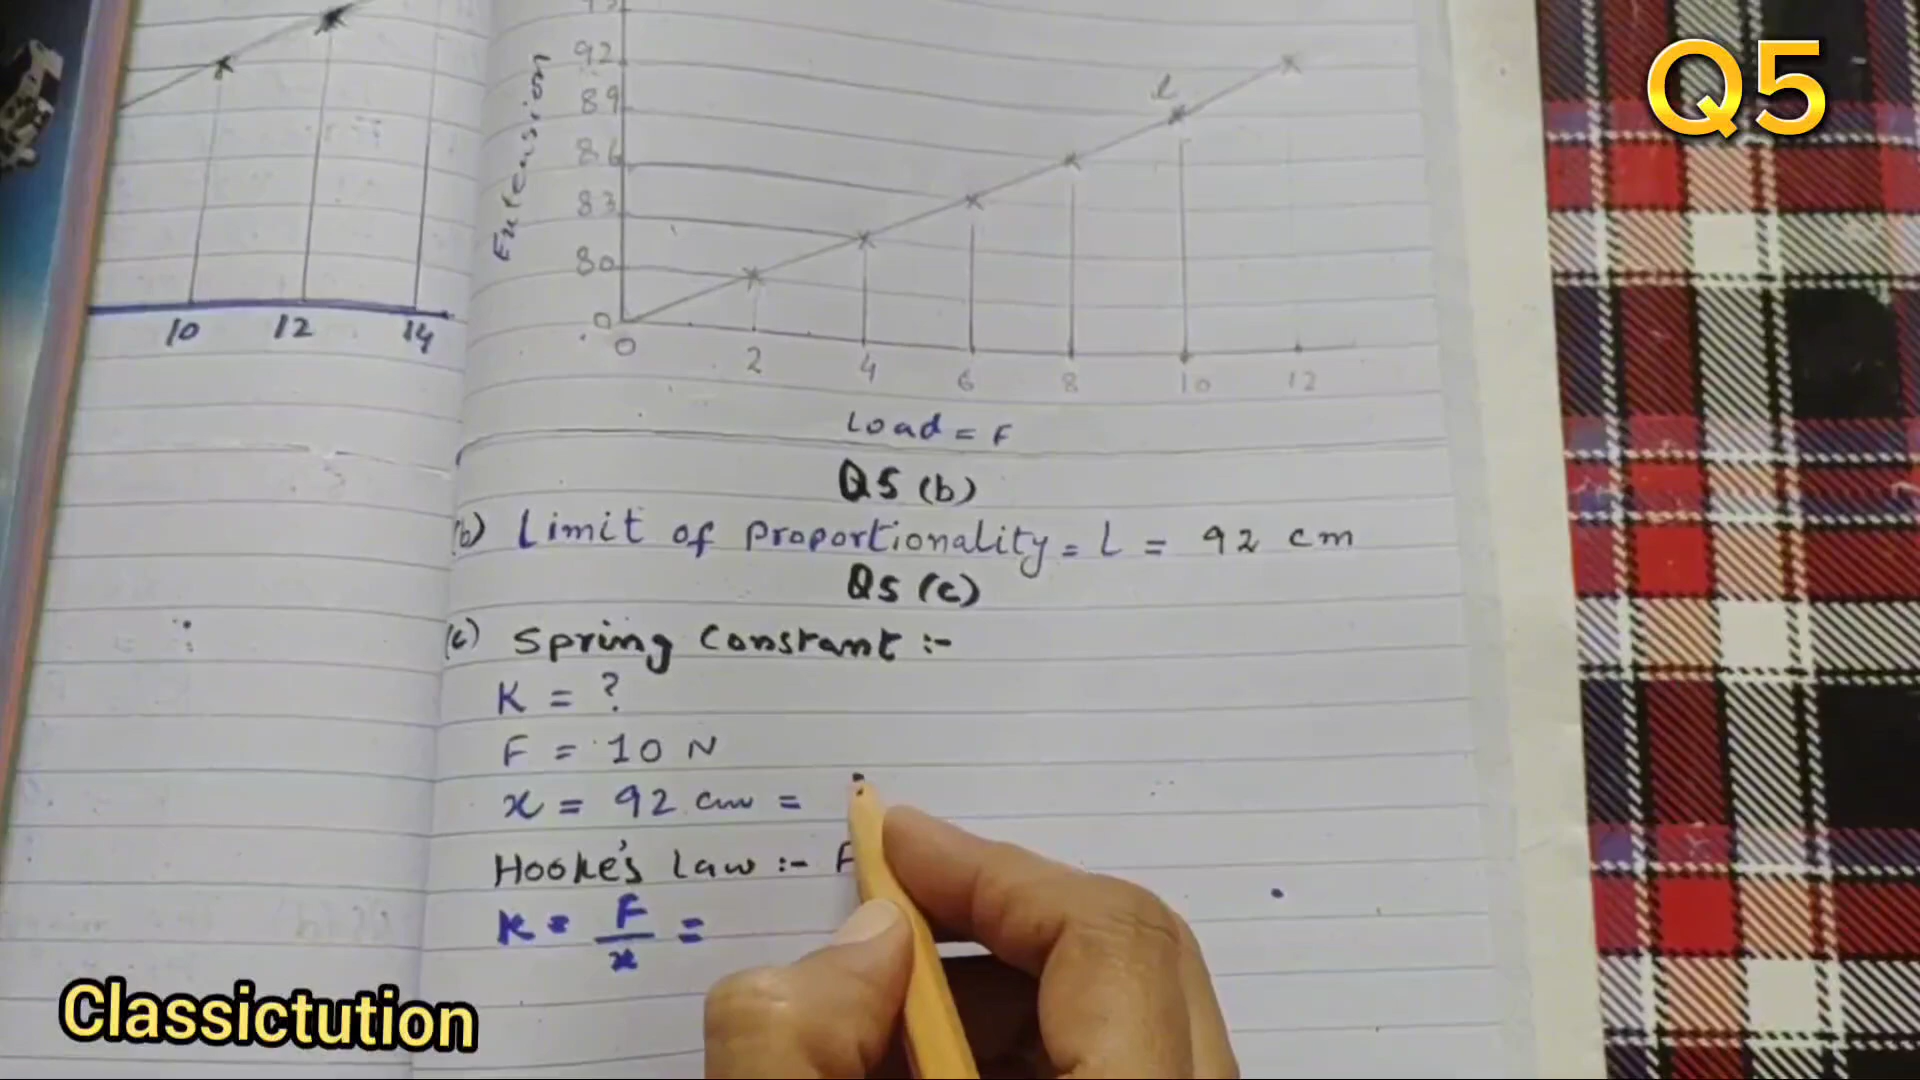 Q5
92
89
86
83
80
0
Extension
L
0 2 4 6 8 10 12
10 12 14
Load = F
Q5 (b)
(b) Limit of proportionality = L = 92 cm
Q5 (c)
(c) Spring Constant :-
K = ?
F = 10 N
x = 92 cm =
Hooke's Law :- F
K = F/x =
Classictution